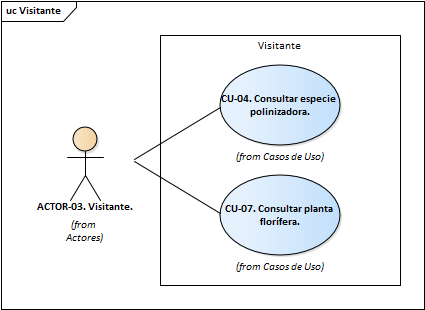 uc Visitante
Visitante
CU-04. Consultar especie
polinizadora.
(from Casos de Uso)
ACTOR-03. Visitante.
(from
Actores)
CU-07. Consultar planta
florífera.
(from Casos de Uso)